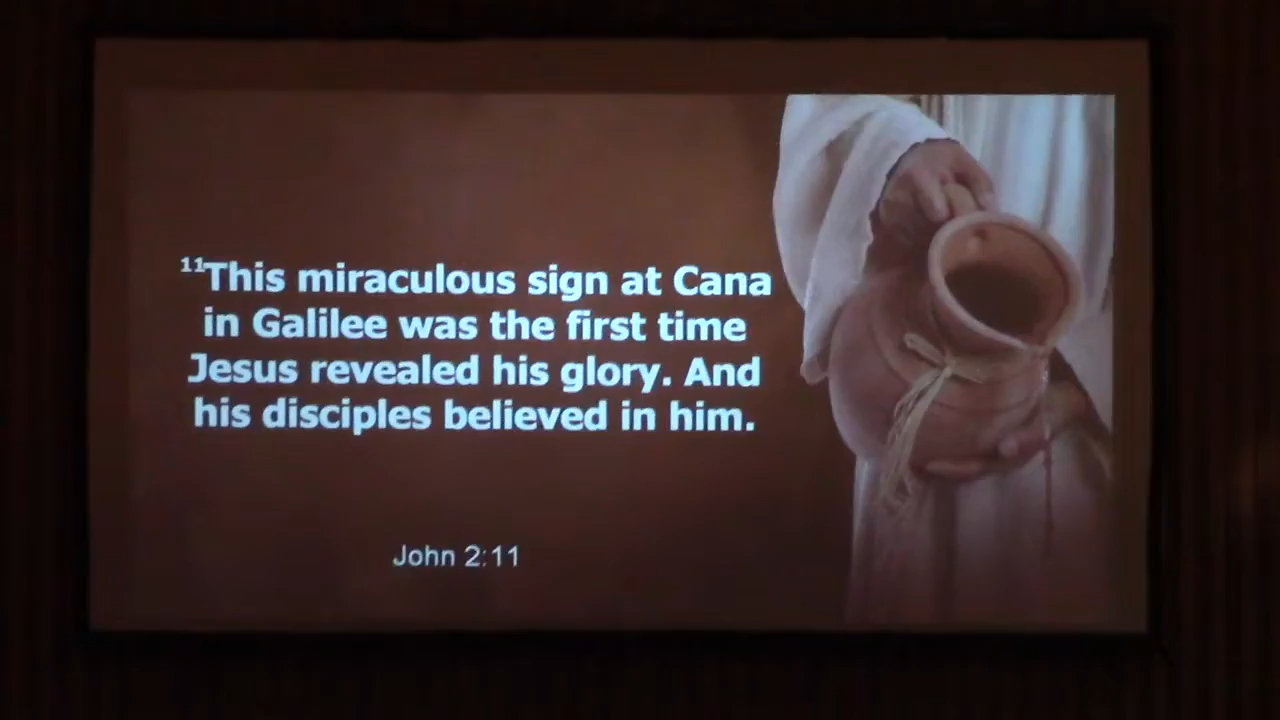 ¹¹This miraculous sign at Cana
in Galilee was the first time
Jesus revealed his glory. And
his disciples believed in him.
John 2:11